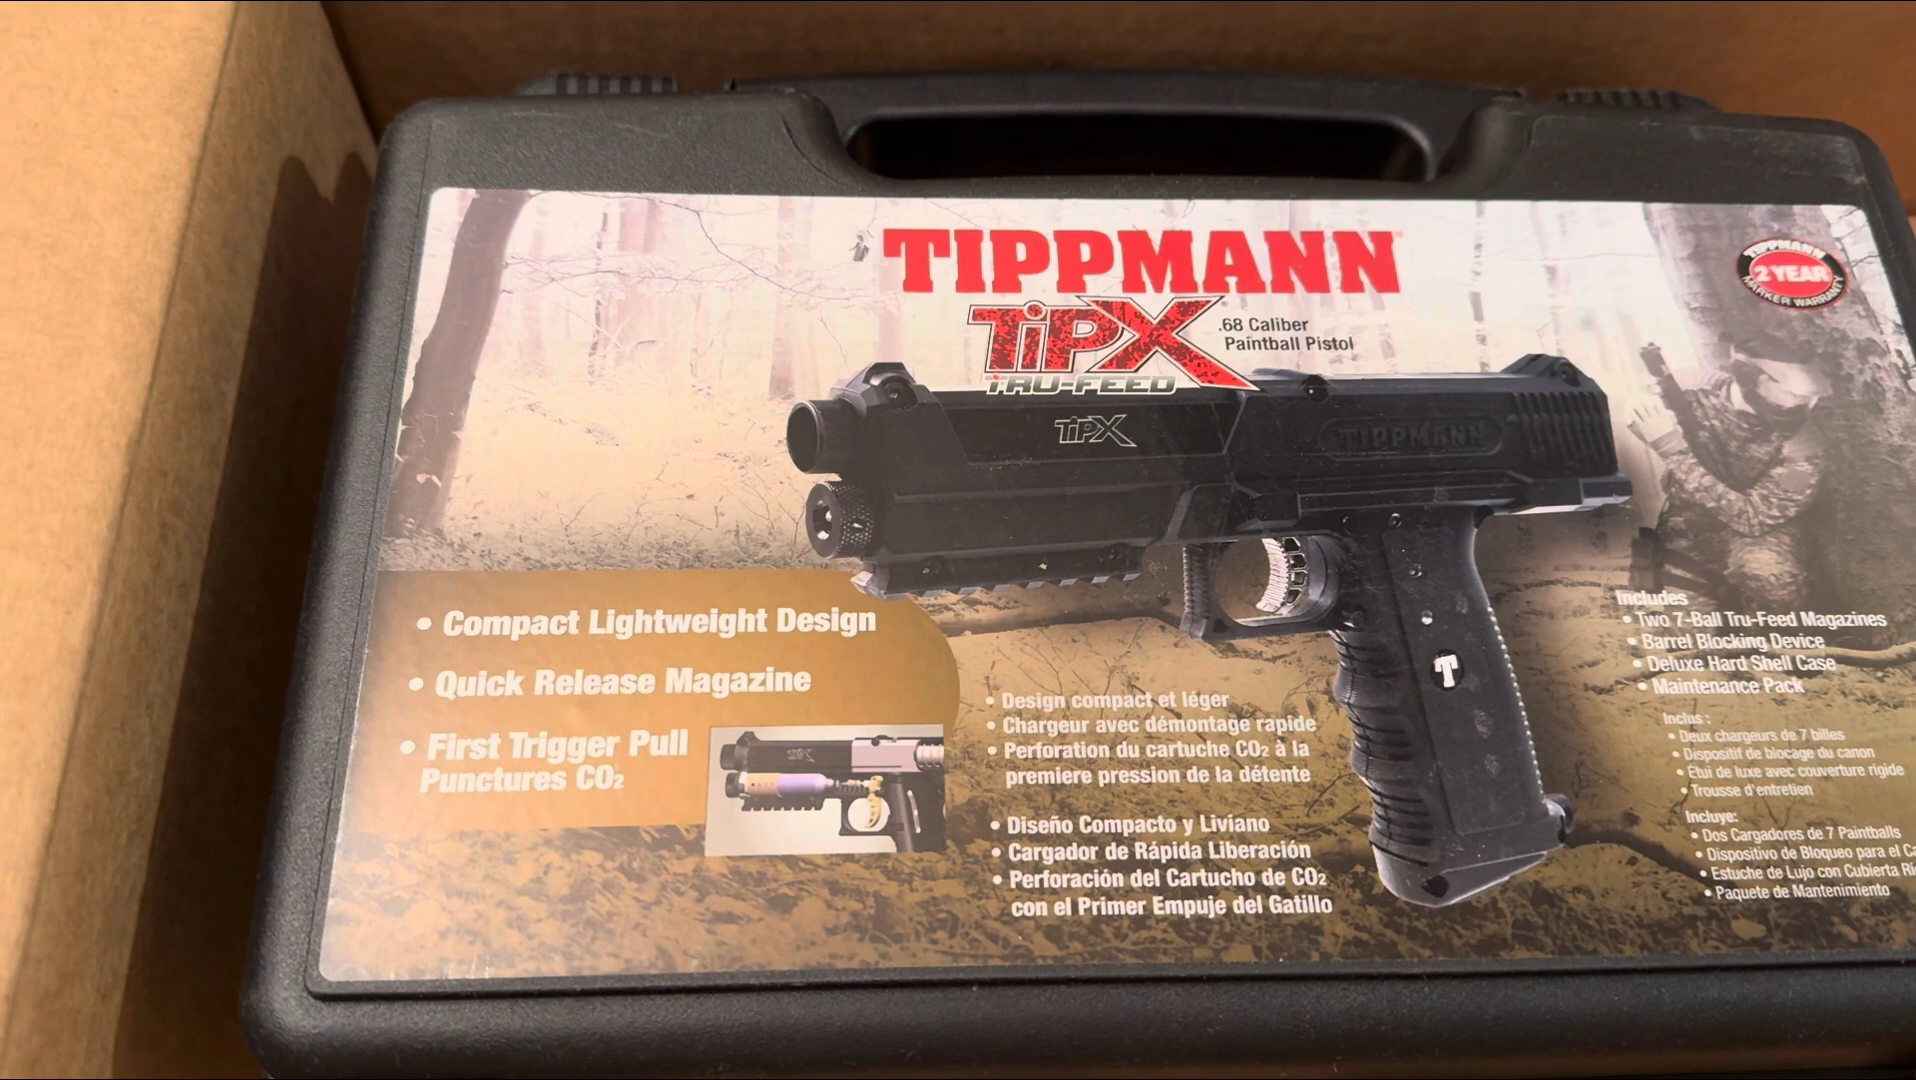 TIPPMANN
TiPX
TRU-FEED
.68 Caliber
Paintball Pistol
TIPPMANN
2 YEAR
MARKER WARRANTY
TiPX
TIPPMANN
T
• Compact Lightweight Design
• Quick Release Magazine
• First Trigger Pull
Punctures CO₂
• Design compact et léger
• Chargeur avec démontage rapide
• Perforation du cartuche CO₂ à la
premiere pression de la détente
• Diseño Compacto y Liviano
• Cargador de Rápida Liberación
• Perforación del Cartucho de CO₂
con el Primer Empuje del Gatillo
Includes
• Two 7-Ball Tru-Feed Magazines
• Barrel Blocking Device
• Deluxe Hard Shell Case
• Maintenance Pack
Inclus :
• Deux chargeurs de 7 billes
• Dispositif de blocage du canon
• Étui de luxe avec couverture rigide
• Trousse d'entretien
Incluye:
• Dos Cargadores de 7 Paintballs
• Dispositivo de Bloqueo para el
• Estuche de Lujo con Cubierta
• Paquete de Mantenimiento